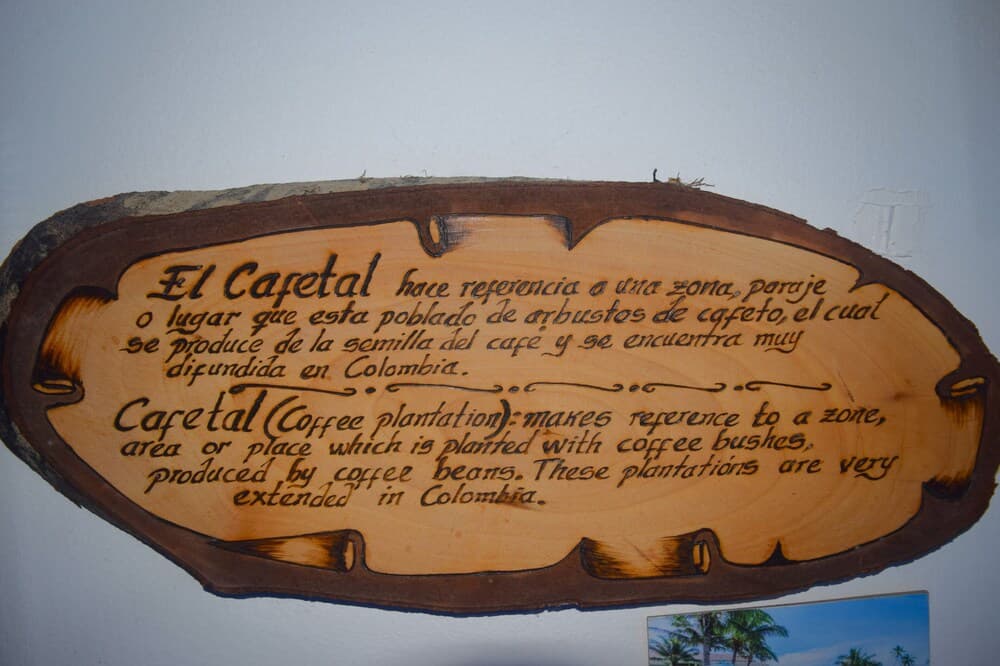 El Cafetal hace referencia a una zona, paraje
o lugar que esta poblado de arbustos de cafeto, el cual
se produce de la semilla del café y se encuentra muy
difundida en Colombia.
Cafetal (Coffee plantation): makes reference to a zone,
area or place which is planted with coffee bushes,
produced by coffee beans. These plantations are very
extended in Colombia.